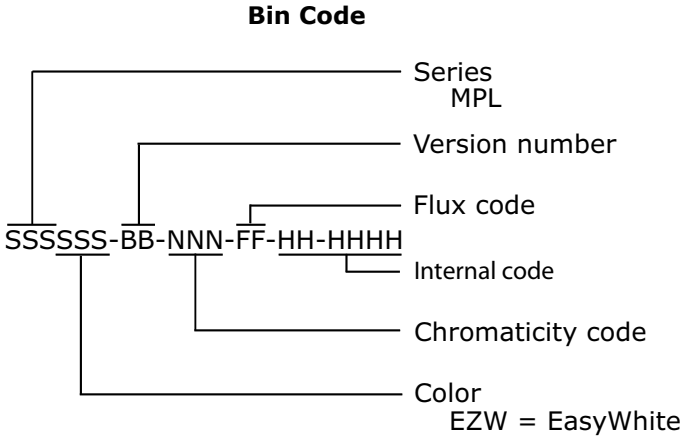 Bin Code
Series
MPL
Version number
Flux code
SSSSSS-BB-NNN-FF-HH-HHHH
Internal code
Chromaticity code
Color
EZW = EasyWhite